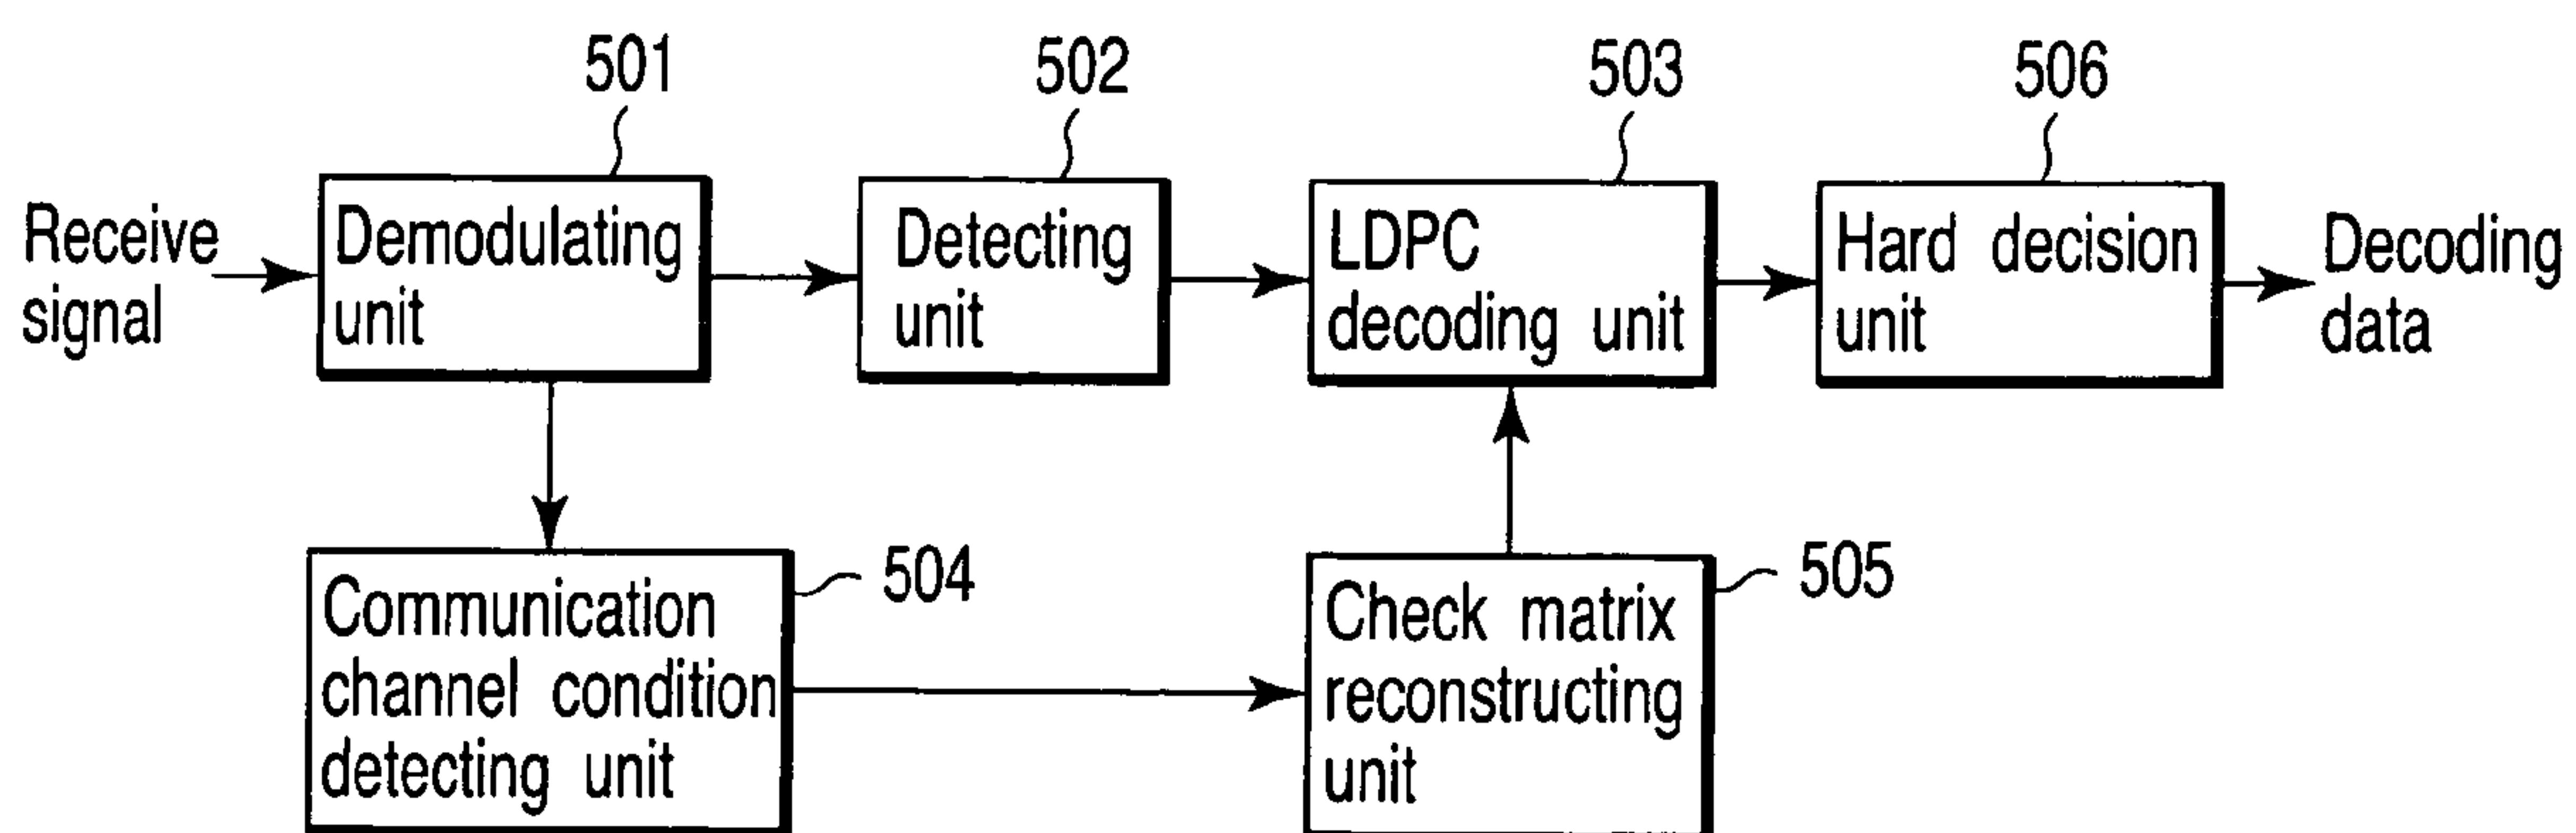 501
502
503
506
Receive
signal
Demodulating
unit
Detecting
unit
LDPC
decoding unit
Hard decision
unit
Decoding
data
504
Communication
channel condition
detecting unit
505
Check matrix
reconstructing
unit